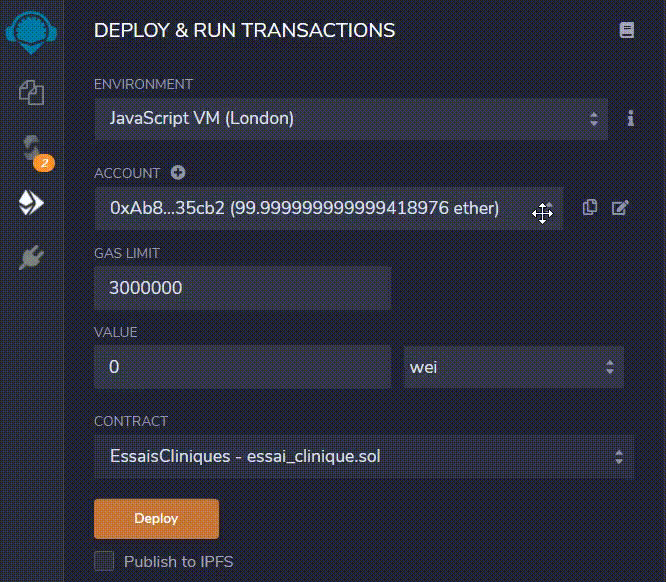 DEPLOY & RUN TRANSACTIONS
ENVIRONMENT
JavaScript VM (London)
2
ACCOUNT
0xAb8...35cb2 (99.999999999999418976 ether)
GAS LIMIT
3000000
VALUE
0 wei
CONTRACT
EssaisCliniques - essai_clinique.sol
Deploy
Publish to IPFS